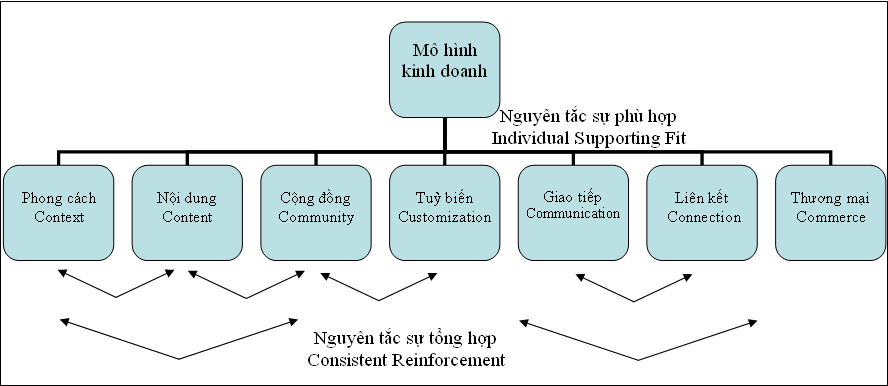 Mô hình
kinh doanh
Nguyên tắc sự phù hợp
Individual Supporting Fit
Phong cách
Context
Nội dung
Content
Cộng đồng
Community
Tuỳ biến
Customization
Giao tiếp
Communication
Liên kết
Connection
Thương mại
Commerce
Nguyên tắc sự tổng hợp
Consistent Reinforcement